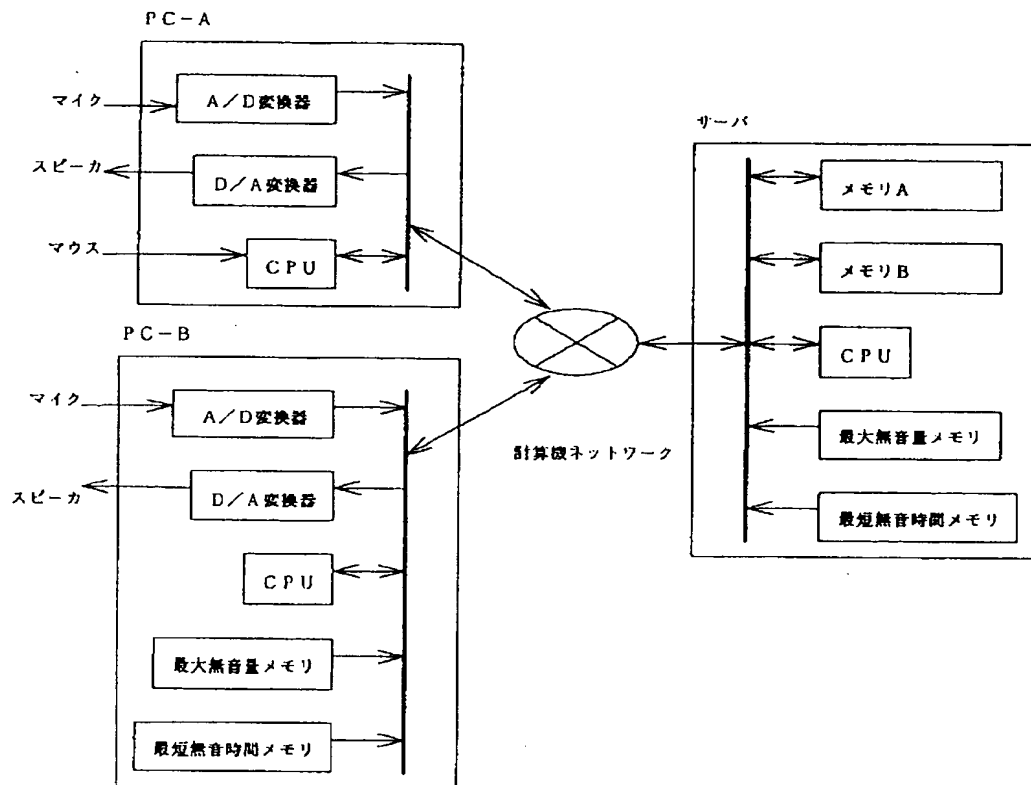 PC-A
マイク
A/D変換器
スピーカ
D/A変換器
マウス
CPU
PC-B
マイク
A/D変換器
スピーカ
D/A変換器
CPU
最大無音量メモリ
最短無音時間メモリ
計算機ネットワーク
サーバ
メモリA
メモリB
CPU
最大無音量メモリ
最短無音時間メモリ